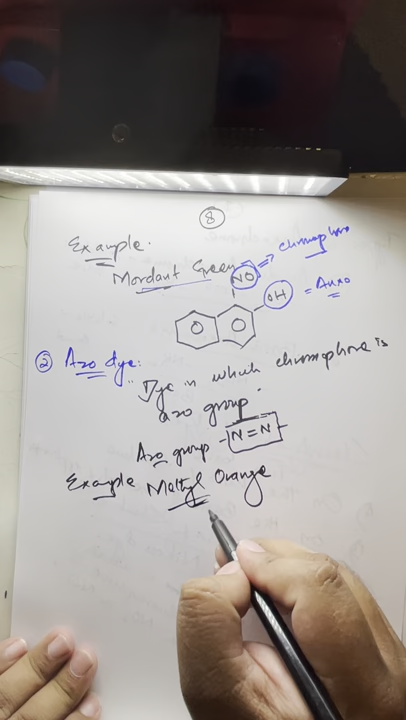 8
Example.
Mordant Green
NO => chromophore
OH = Auxo
② Azo dye:
"Dye in which chromophore is
azo group.
Azo group -N=N-
Example Methyl Orange